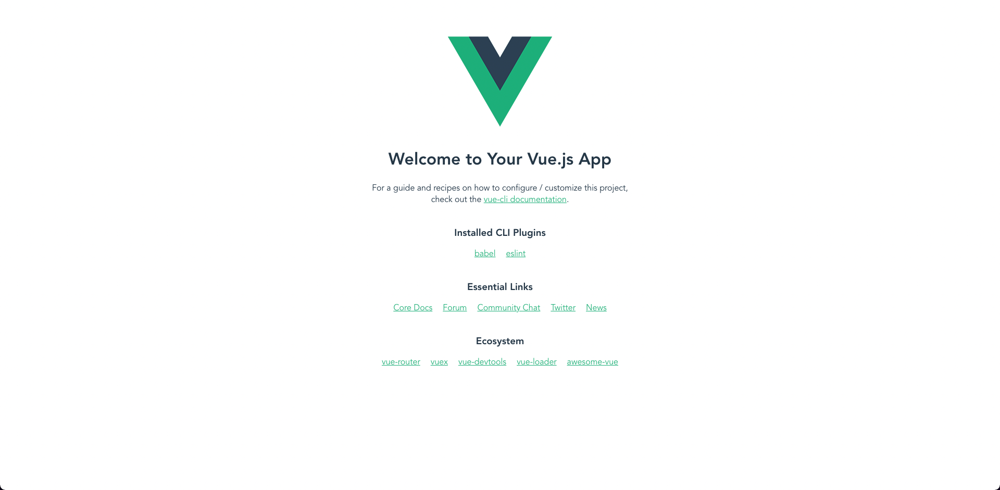 Welcome to Your Vue.js App
For a guide and recipes on how to configure / customize this project,
check out the vue-cli documentation.
Installed CLI Plugins
babel eslint
Essential Links
Core Docs Forum Community Chat Twitter News
Ecosystem
vue-router vuex vue-devtools vue-loader awesome-vue